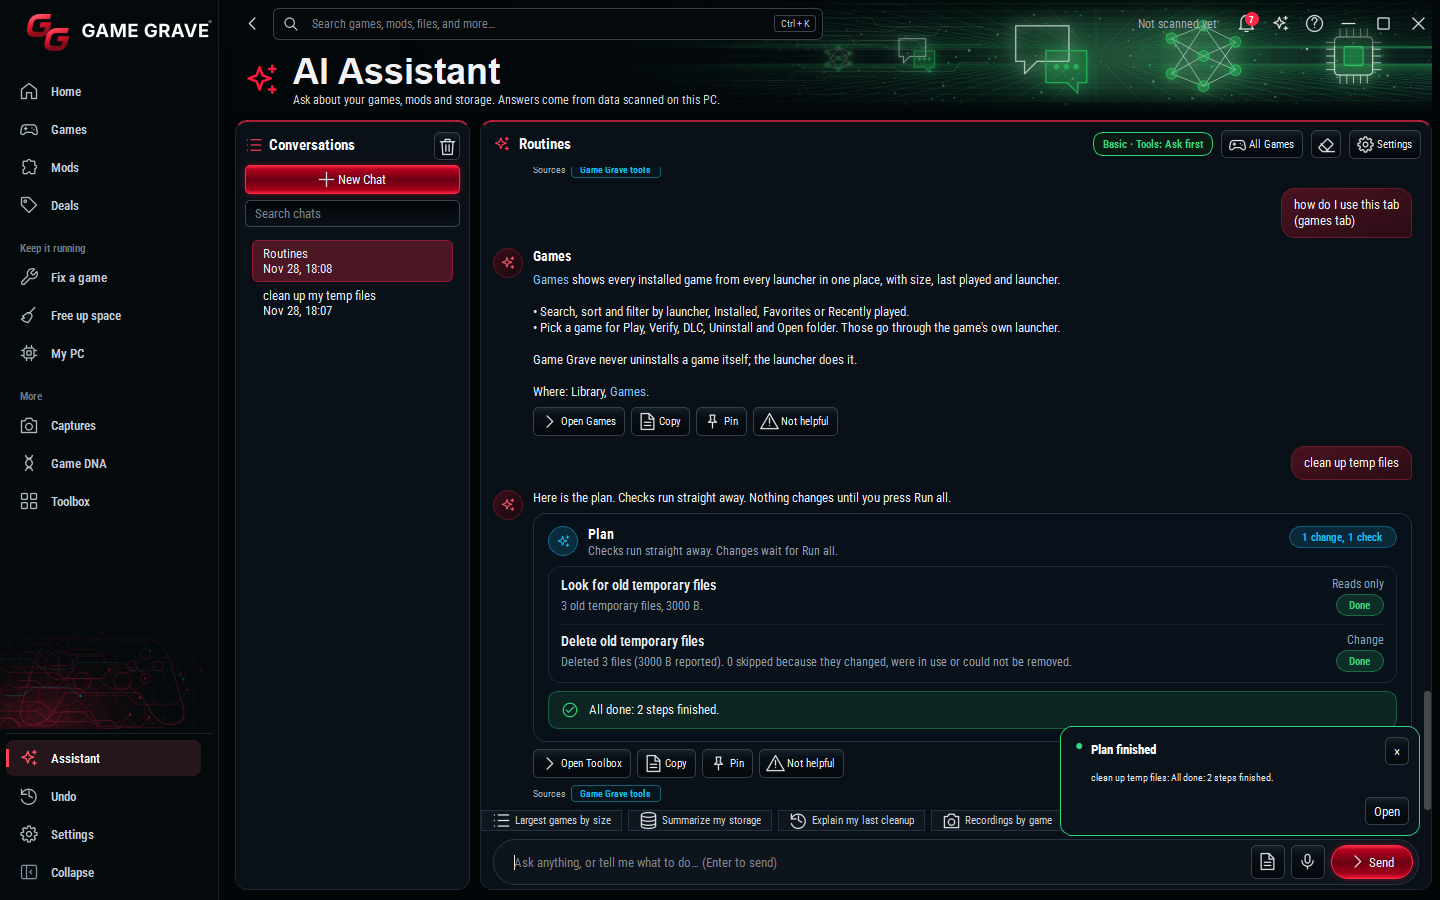 GAME GRAVE
Search games, mods, files, and more...
Ctrl + K
Not scanned yet
7
AI Assistant
Ask about your games, mods and storage. Answers come from data scanned on this PC.
Home
Games
Mods
Deals
Keep it running
Fix a game
Free up space
My PC
More
Captures
Game DNA
Toolbox
Assistant
Undo
Settings
Collapse
Conversations
New Chat
Search chats
Routines
Nov 28, 18:08
clean up my temp files
Nov 28, 18:07
Routines
Basic · Tools: Ask first
All Games
Settings
Sources Game Grave tools
how do I use this tab
(games tab)
Games
Games shows every installed game from every launcher in one place, with size, last played and launcher.
• Search, sort and filter by launcher, Installed, Favorites or Recently played.
• Pick a game for Play, Verify, DLC, Uninstall and Open folder. Those go through the game's own launcher.
Game Grave never uninstalls a game itself; the launcher does it.
Where: Library, Games.
Open Games Copy Pin Not helpful
clean up temp files
Here is the plan. Checks run straight away. Nothing changes until you press Run all.
Plan
Checks run straight away. Changes wait for Run all.
1 change, 1 check
Look for old temporary files
3 old temporary files, 3000 B.
Reads only
Done
Delete old temporary files
Deleted 3 files (3000 B reported). 0 skipped because they changed, were in use or could not be removed.
Change
Done
All done: 2 steps finished.
Open Toolbox Copy Pin Not helpful
Sources Game Grave tools
Plan finished
x
clean up temp files: All done: 2 steps finished.
Open
Largest games by size Summarize my storage Explain my last cleanup Recordings by game
Ask anything, or tell me what to do... (Enter to send)
Send